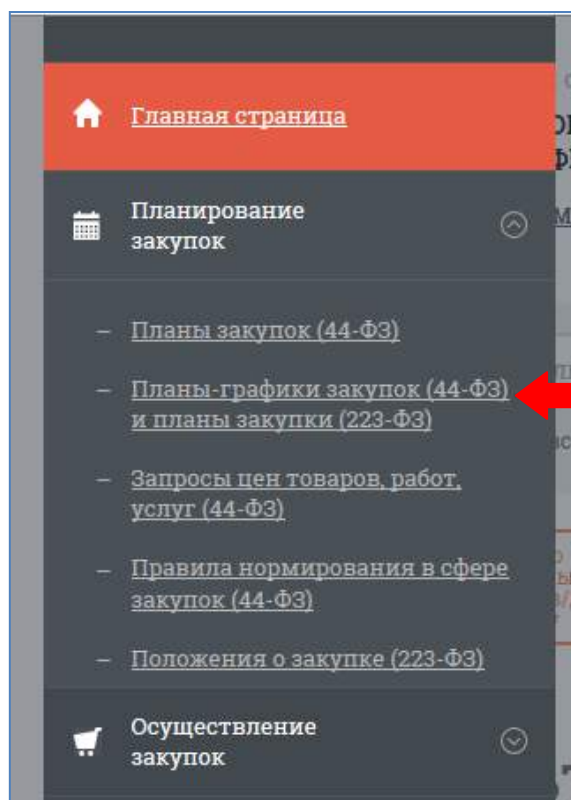 Главная страница
Планирование
закупок
– Планы закупок (44-ФЗ)
– Планы-графики закупок (44-ФЗ)
и планы закупки (223-ФЗ)
– Запросы цен товаров, работ,
услуг (44-ФЗ)
– Правила нормирования в сфере
закупок (44-ФЗ)
– Положения о закупке (223-ФЗ)
Осуществление
закупок